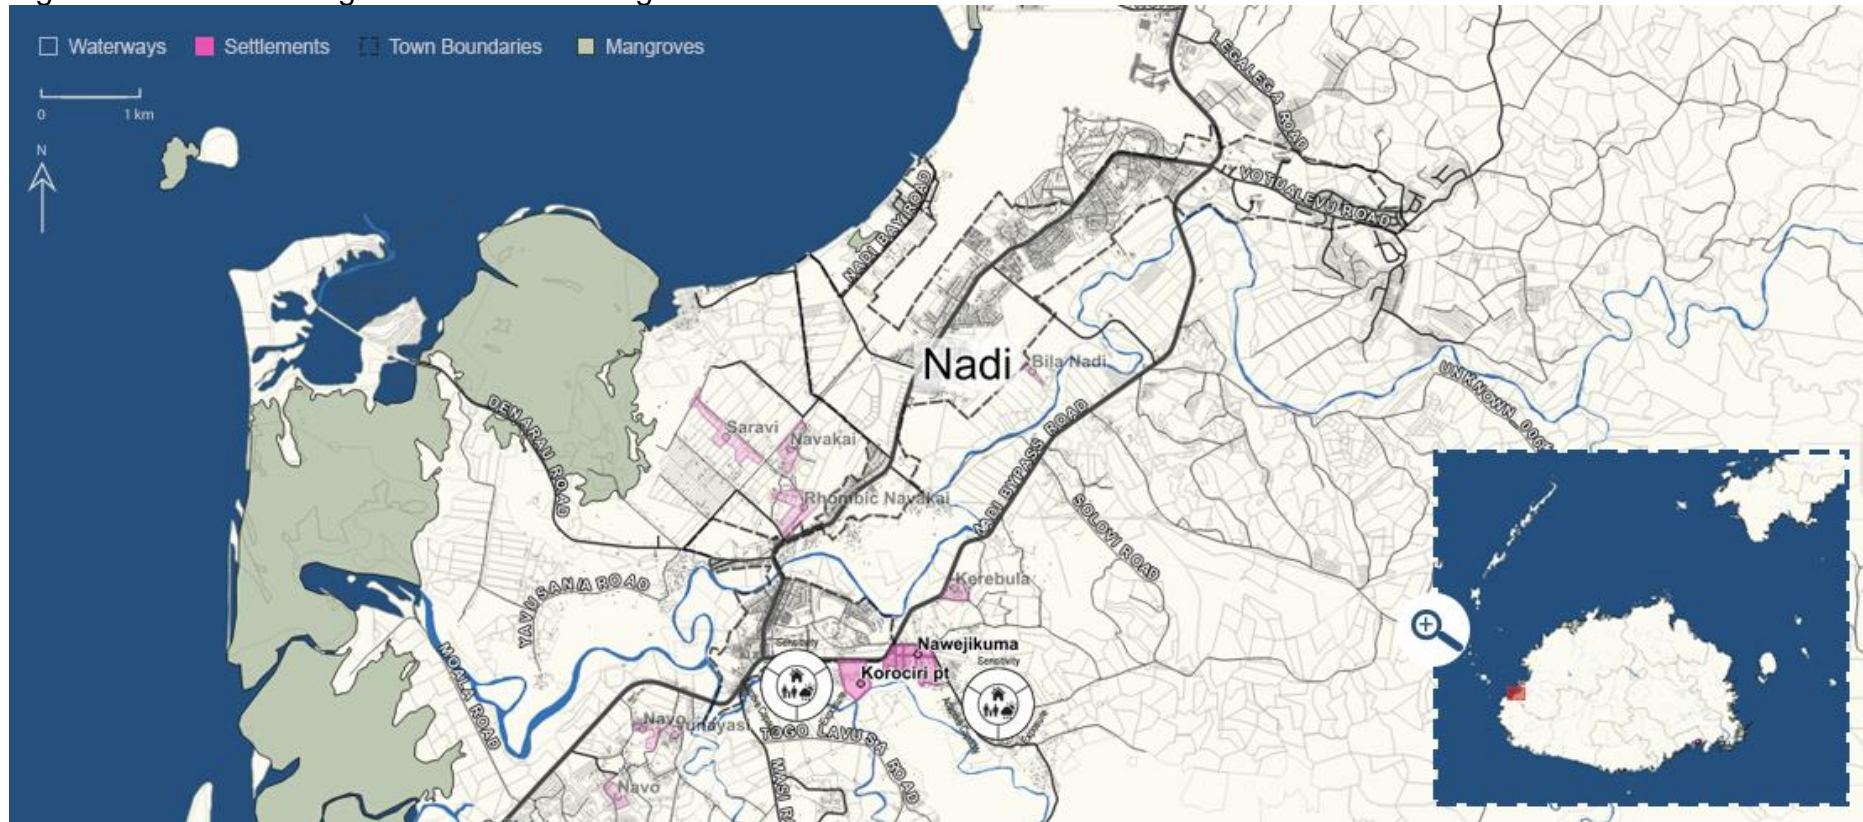 Waterways Settlements Town Boundaries Mangroves
0 1 km
N
LEGALEGA ROAD
VOTUALEVU ROAD
NADI BAY ROAD
Nadi
Bila Nadi
UNKNOWN
DENARAU ROAD
Saravi
Navakai
NADI BYPASS ROAD
Rhombic Navakai
SOLOVI ROAD
Kerebula
YAVUSANIA ROAD
Sensitivity
Nawejikuma
Sensitivity
Korociri pt
MOALA ROAD
Navo
TOGO LAVUSA ROAD
Navo
MASI